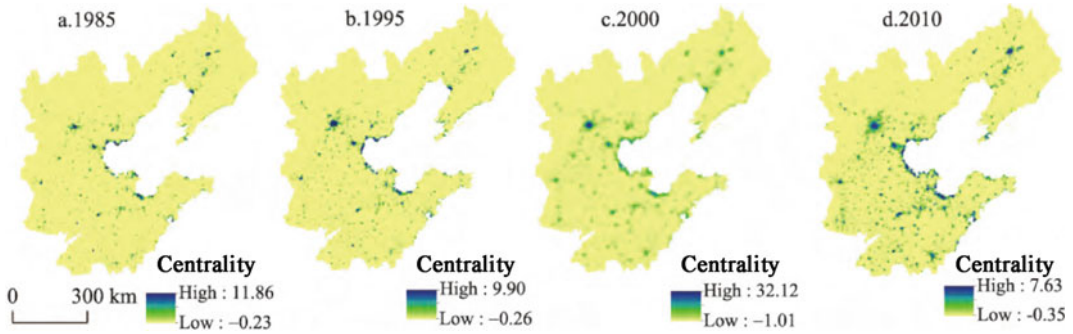 a.1985
b.1995
c.2000
d.2010
0 300 km
Centrality
High : 11.86
Low : −0.23
Centrality
High : 9.90
Low : −0.26
Centrality
High : 32.12
Low : −1.01
Centrality
High : 7.63
Low : −0.35